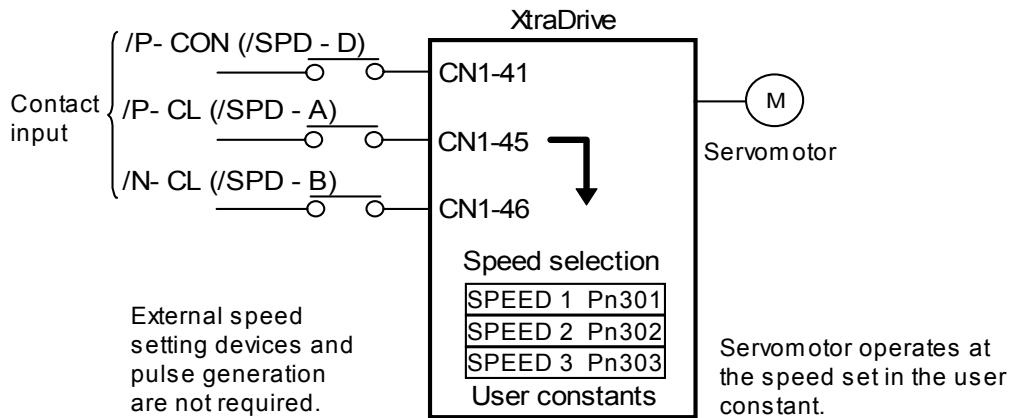 XtraDrive
/P- CON (/SPD - D)
CN1-41
Contact
input
/P- CL (/SPD - A)
CN1-45
/N- CL (/SPD - B)
CN1-46
M
Servomotor
Speed selection
SPEED 1 Pn301
SPEED 2 Pn302
SPEED 3 Pn303
User constants
External speed
setting devices and
pulse generation
are not required.
Servomotor operates at
the speed set in the user
constant.